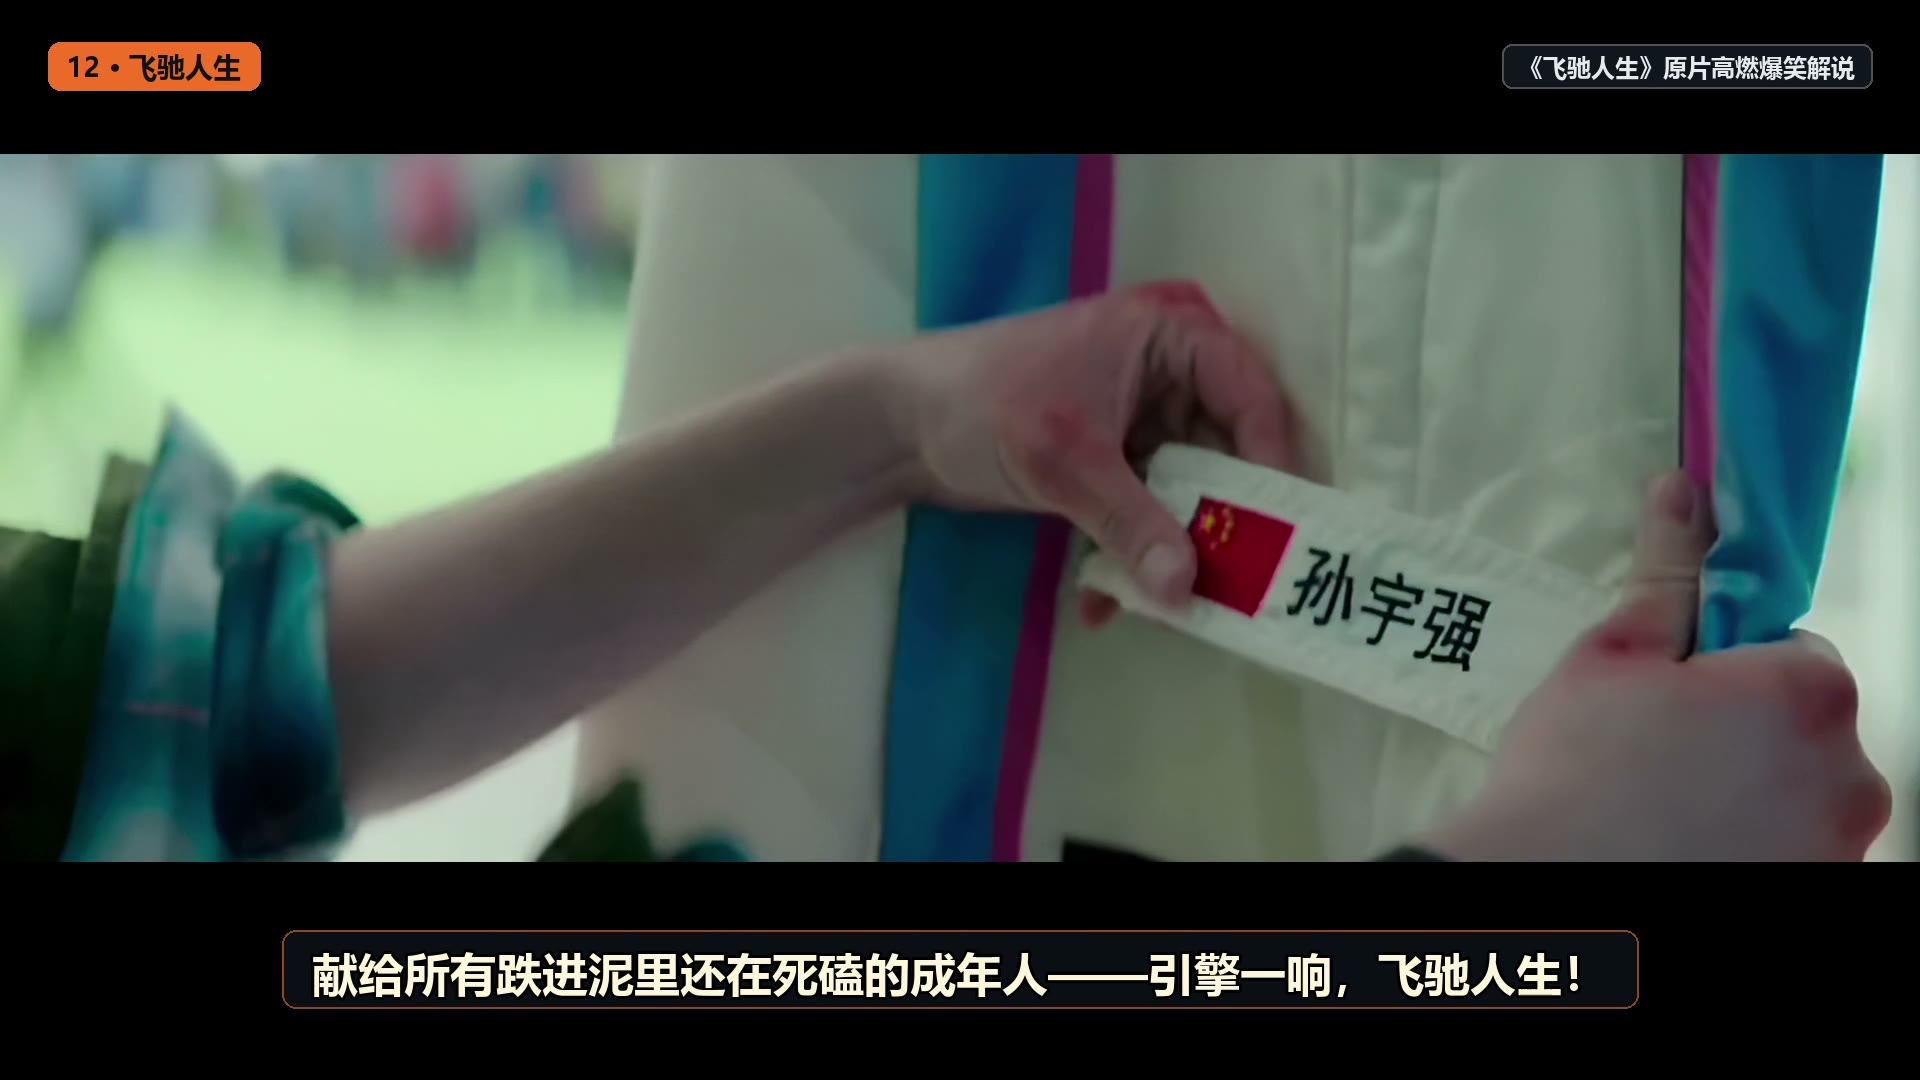 12·飞驰人生
《飞驰人生》原片高燃爆笑解说
孙宇强
献给所有跌进泥里还在死磕的成年人——引擎一响，飞驰人生！